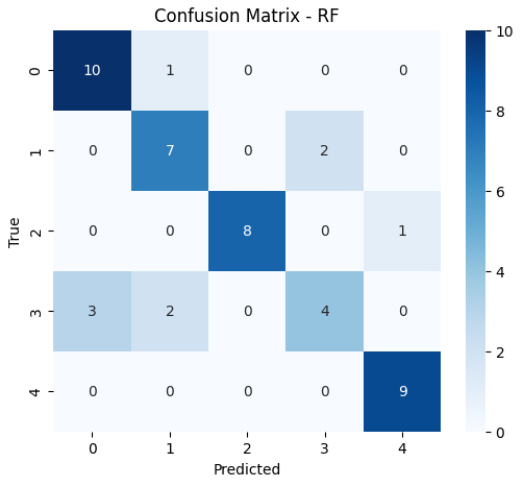 Confusion Matrix - RF
0 10 1 0 0 0
1 0 7 0 2 0
2 0 0 8 0 1
3 3 2 0 4 0
4 0 0 0 0 9
0 1 2 3 4
True
Predicted
10
8
6
4
2
0